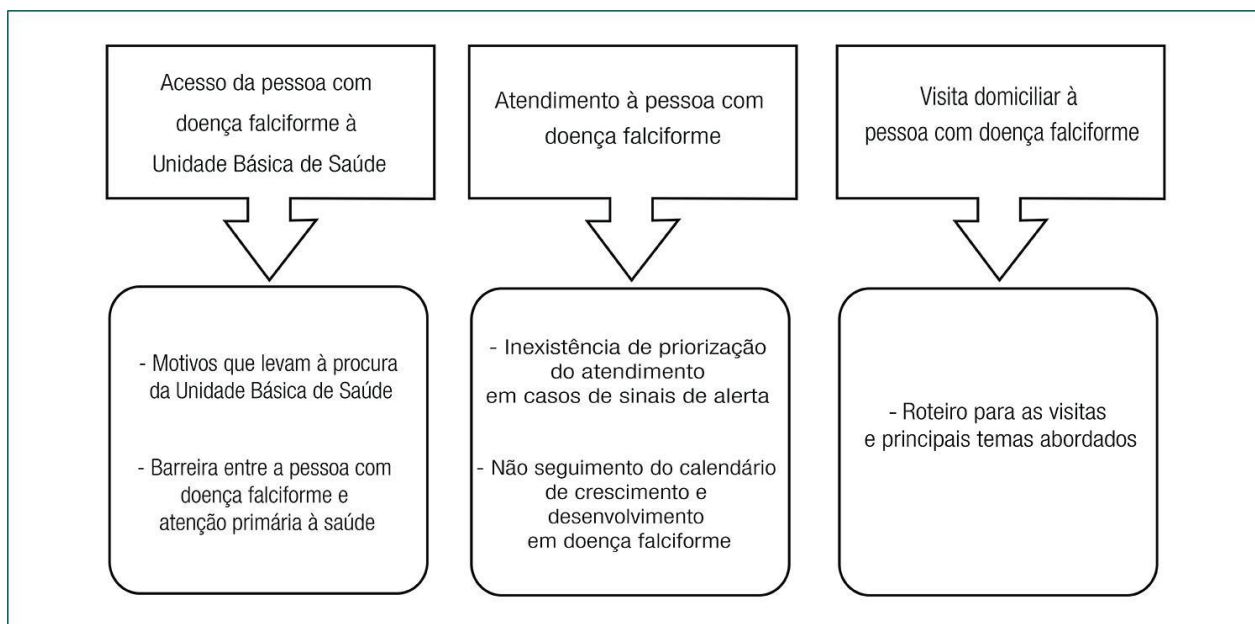 Acesso da pessoa com
doença falciforme à
Unidade Básica de Saúde
Atendimento à pessoa com
doença falciforme
Visita domiciliar à
pessoa com doença falciforme
- Motivos que levam à procura
da Unidade Básica de Saúde
- Barreira entre a pessoa com
doença falciforme e
atenção primária à saúde
- Inexistência de priorização
do atendimento
em casos de sinais de alerta
- Não seguimento do calendário
de crescimento e
desenvolvimento
em doença falciforme
- Roteiro para as visitas
e principais temas abordados